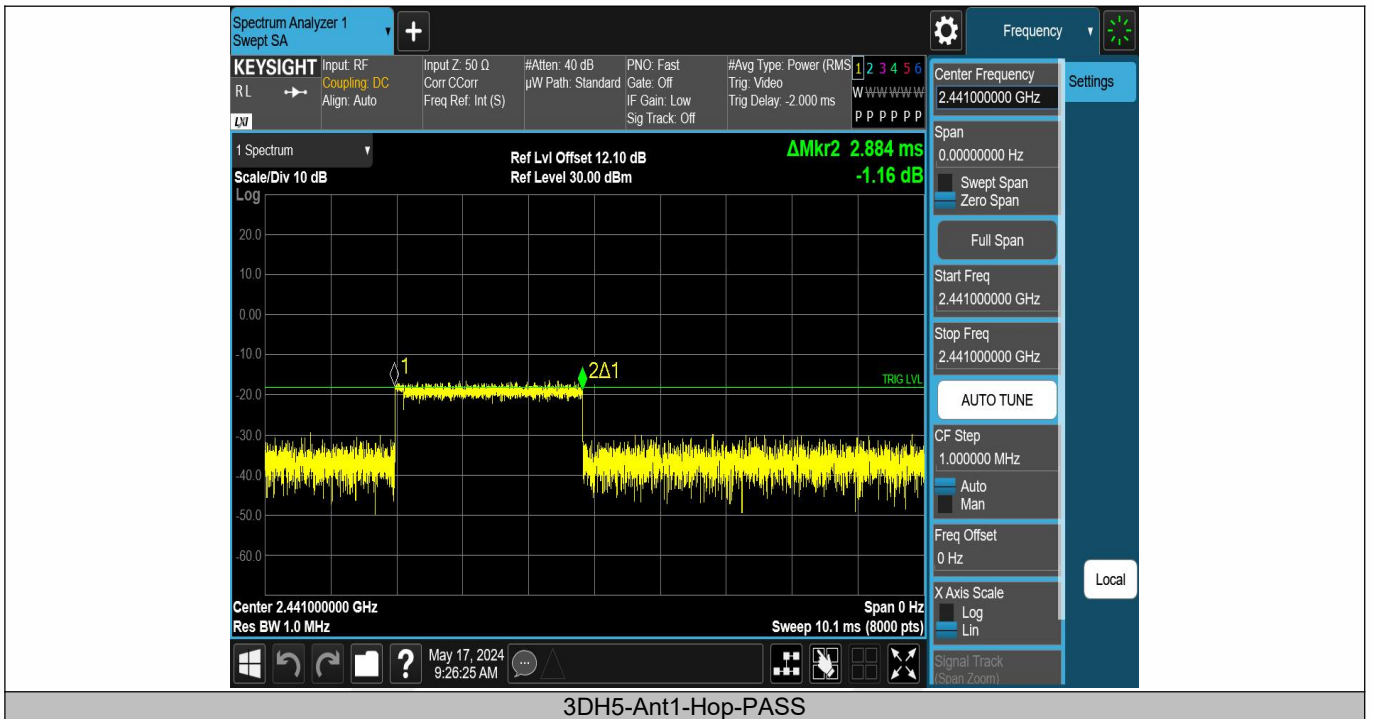 Spectrum Analyzer 1
Swept SA
+
Frequency
KEYSIGHT
RL
LXI
Input: RF
Coupling: DC
Align: Auto
Input Z: 50 Ω
Corr CCorr
Freq Ref: Int (S)
#Atten: 40 dB
µW Path: Standard
PNO: Fast
Gate: Off
IF Gain: Low
Sig Track: Off
#Avg Type: Power (RMS
Trig: Video
Trig Delay: -2.000 ms
1 2 3 4 5 6
W W W W W W
P P P P P P
Center Frequency
2.441000000 GHz
Settings
1 Spectrum
Scale/Div 10 dB
Log
Ref Lvl Offset 12.10 dB
Ref Level 30.00 dBm
ΔMkr2 2.884 ms
-1.16 dB
Span
0.00000000 Hz
Swept Span
Zero Span
Full Span
Start Freq
2.441000000 GHz
Stop Freq
2.441000000 GHz
AUTO TUNE
CF Step
1.000000 MHz
Auto
Man
Freq Offset
0 Hz
X Axis Scale
Log
Lin
Signal Track
(Span Zoom)
Local
20.0
10.0
0.00
-10.0
-20.0
-30.0
-40.0
-50.0
-60.0
1
2Δ1
TRIG LVL
Center 2.441000000 GHz
Res BW 1.0 MHz
Span 0 Hz
Sweep 10.1 ms (8000 pts)
?
May 17, 2024
9:26:25 AM
3DH5-Ant1-Hop-PASS